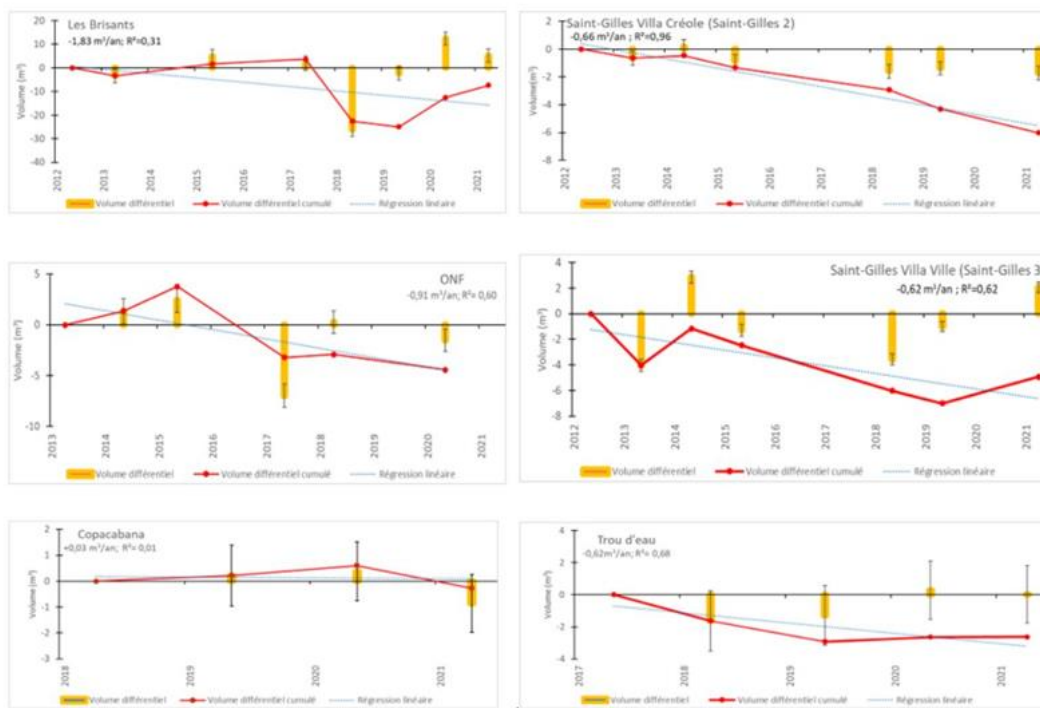 Les Brisants
-1,83 m³/an; R²=0,31
Volume (m³)
20
10
0
-10
-20
-30
-40
2012
2013
2014
2015
2016
2017
2018
2019
2020
2021
Volume différentiel
Volume différentiel cumulé
Régression linéaire
Saint-Gilles Villa Créole (Saint-Gilles 2)
-0,66 m³/an ; R²=0,96
Volume(m³)
2
0
-2
-4
-6
-8
2012
2013
2014
2015
2016
2017
2018
2019
2020
2021
Volume différentiel
Volume différentiel cumulé
Régression linéaire
ONF
-0,91 m³/an; R²= 0,60
Volume (m³)
5
0
-5
-10
2013
2014
2015
2016
2017
2018
2019
2020
2021
Volume différentiel
Volume différentiel cumulé
Régression linéaire
Saint-Gilles Villa Ville (Saint-Gilles 3
-0,62 m³/an ; R²=0,62
Volume (m³)
4
2
0
-2
-4
-6
-8
2012
2013
2014
2015
2016
2017
2018
2019
2020
2021
Volume différentiel
Volume différentiel cumulé
Régression linéaire
Copacabana
+0,03 m³/an; R²= 0,01
Volume (m³)
2
1
0
-1
-2
-3
2018
2019
2020
2021
Volume différentiel
Volume différentiel cumulé
Régression linéaire
Trou d'eau
-0,62m³/an; R²= 0,68
Volume (m³)
4
2
0
-2
-4
2017
2018
2019
2020
2021
Volume différentiel
Volume différentiel cumulé
Régression linéaire